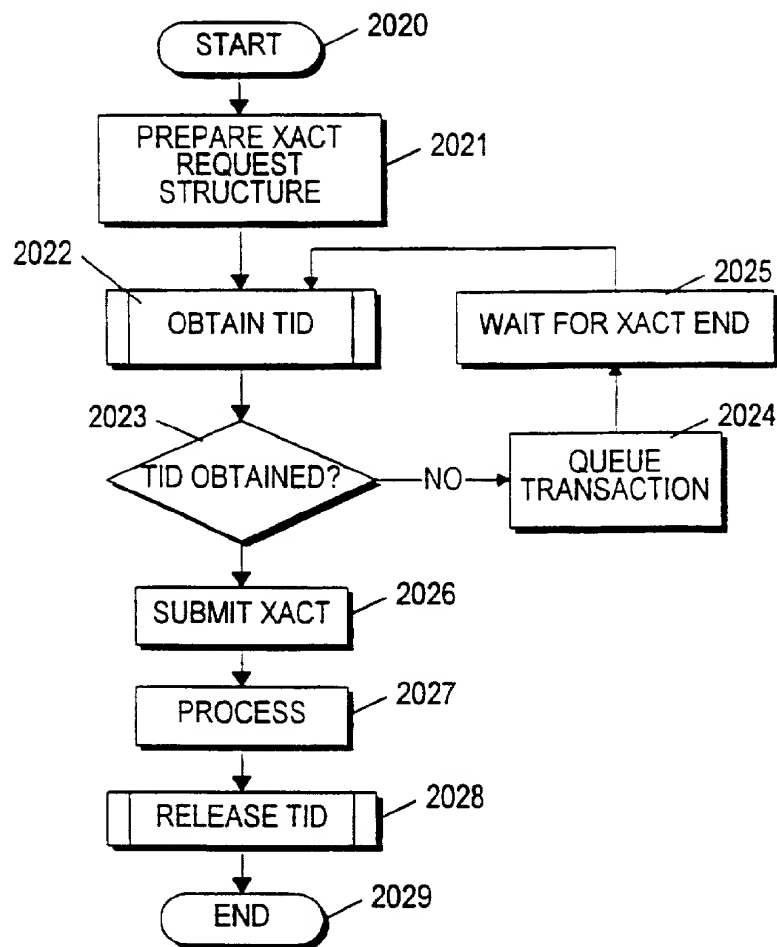 START
2020
PREPARE XACT
REQUEST
STRUCTURE
2021
2022
OBTAIN TID
2025
WAIT FOR XACT END
2023
TID OBTAINED?
NO
2024
QUEUE
TRANSACTION
SUBMIT XACT
2026
PROCESS
2027
RELEASE TID
2028
END
2029